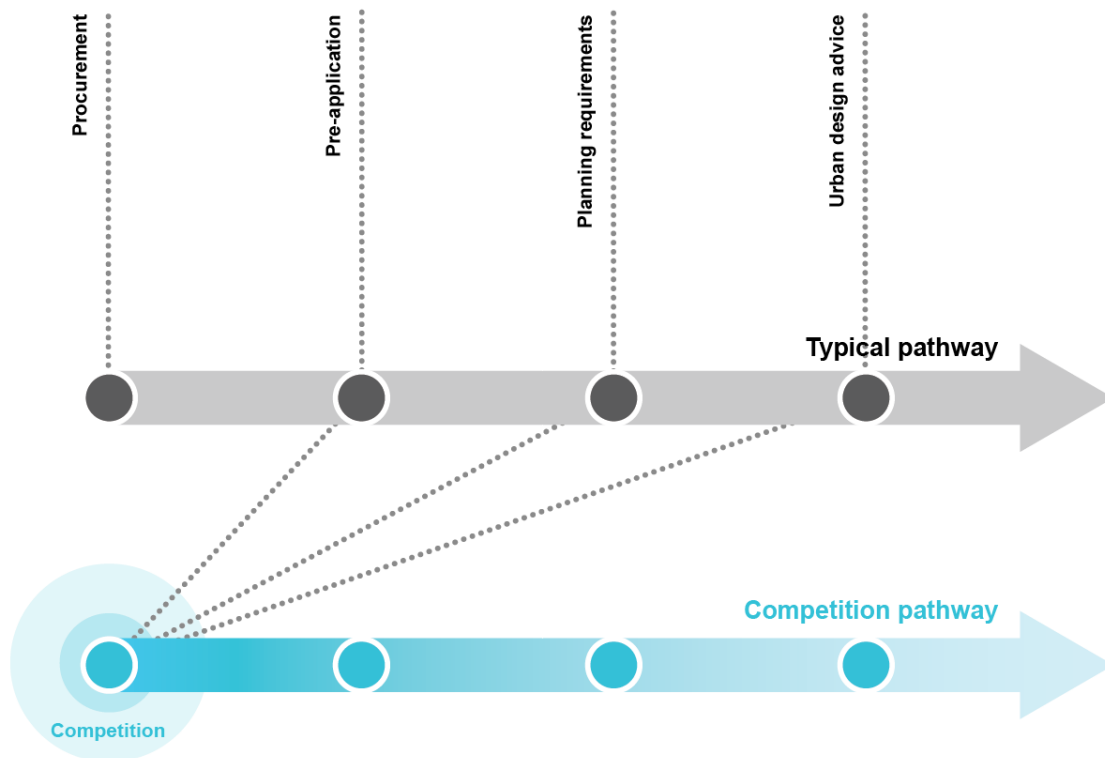 Procurement
Pre-application
Planning requirements
Urban design advice
Typical pathway
Competition pathway
Competition